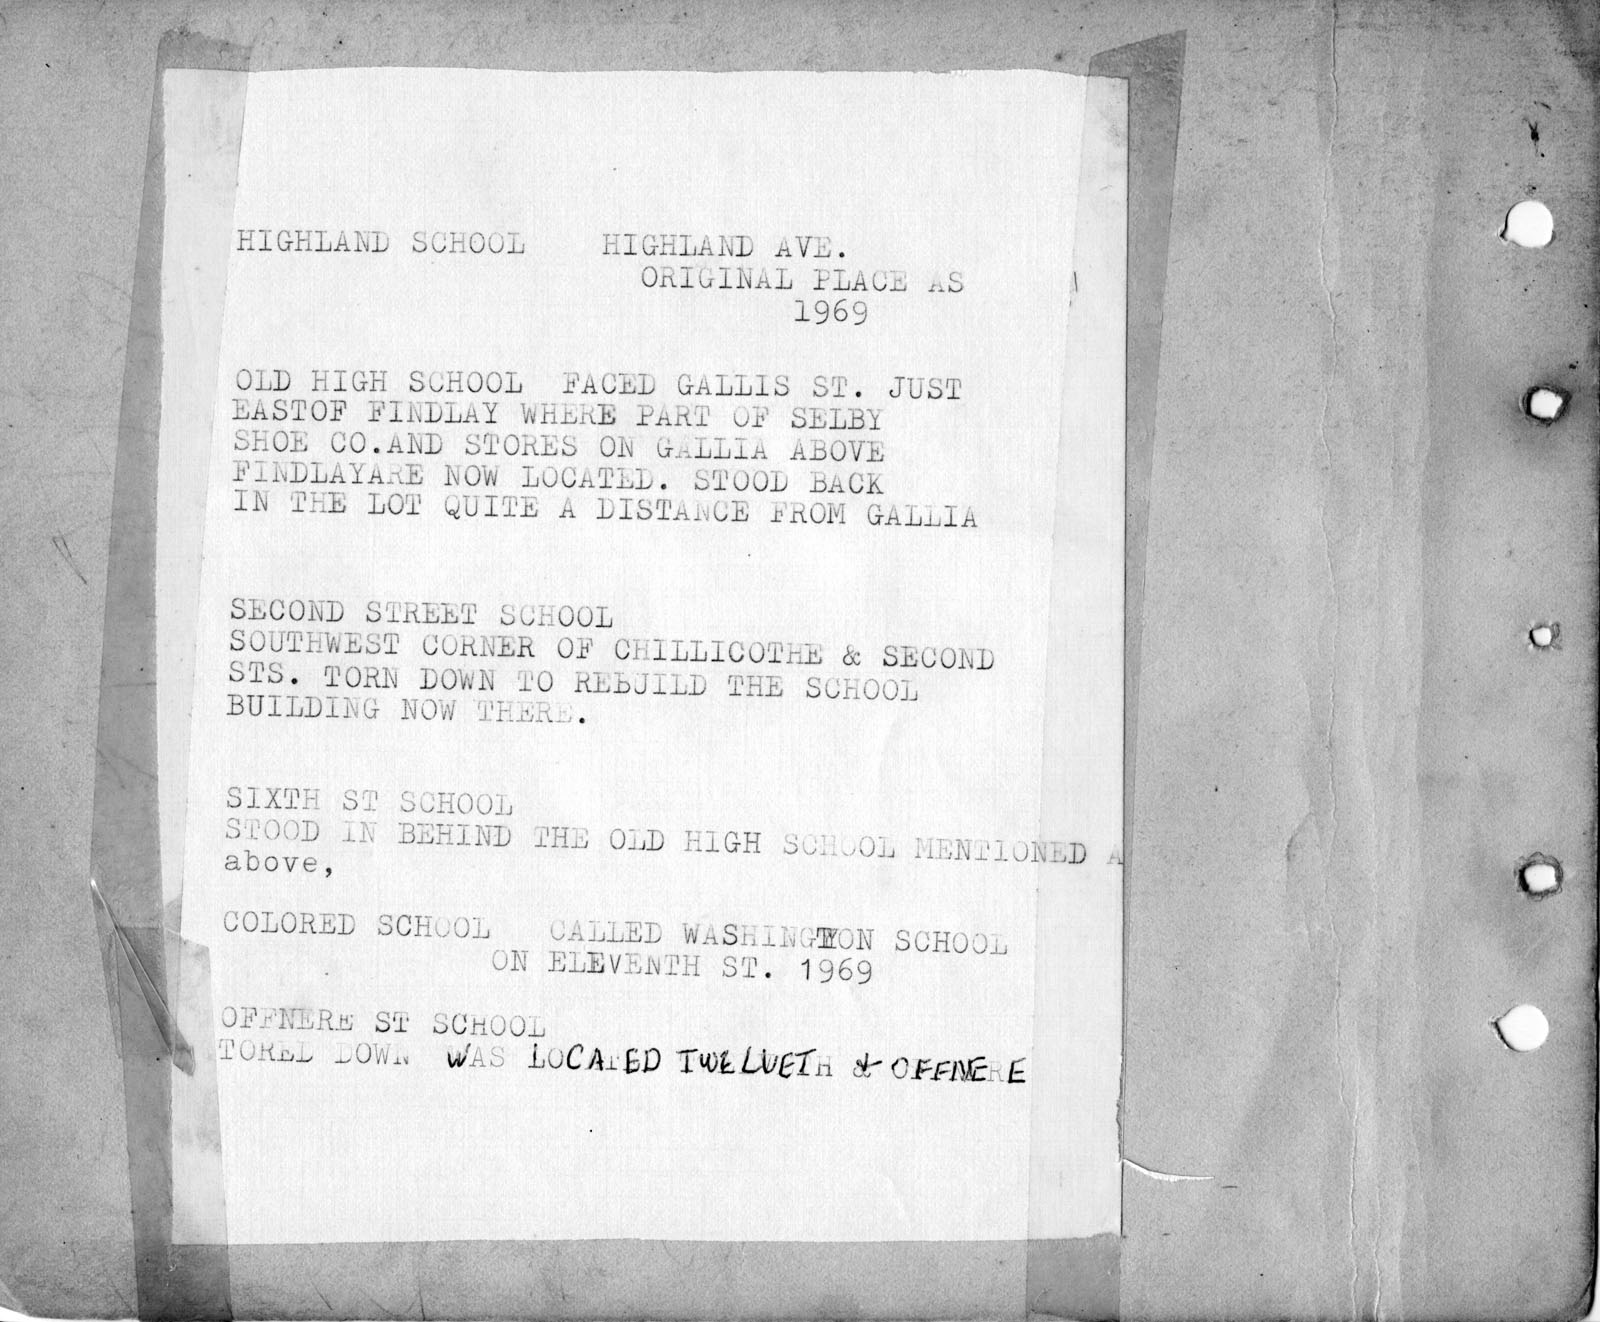 HIGHLAND SCHOOL HIGHLAND AVE.
ORIGINAL PLACE AS
1969
OLD HIGH SCHOOL FACED GALLIS ST. JUST
EASTOF FINDLAY WHERE PART OF SELBY
SHOE CO.AND STORES ON GALLIA ABOVE
FINDLAYARE NOW LOCATED. STOOD BACK
IN THE LOT QUITE A DISTANCE FROM GALLIA
SECOND STREET SCHOOL
SOUTHWEST CORNER OF CHILLICOTHE & SECOND
STS. TORN DOWN TO REBUILD THE SCHOOL
BUILDING NOW THERE.
SIXTH ST SCHOOL
STOOD IN BEHIND THE OLD HIGH SCHOOL MENTIONED A
above,
COLORED SCHOOL CALLED WASHINGTON SCHOOL
ON ELEVENTH ST. 1969
OFFNERE ST SCHOOL
TORED DOWN WAS LOCATED TWELVETH & OFFNERE